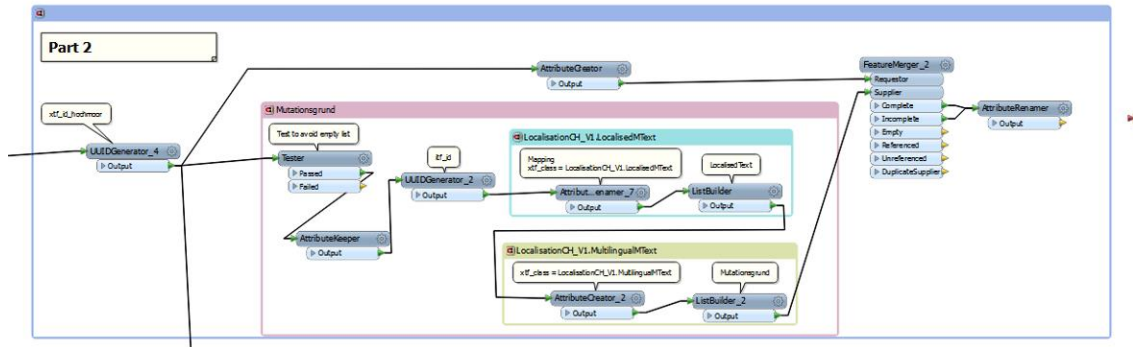 Part 2
xtf_id_hochmoor
UUIDGenerator_4
Output
AttributeCreator
Output
Mutationsgrund
Test to avoid empty list
Tester
Passed
Failed
AttributeKeeper
Output
itf_id
UUIDGenerator_2
Output
LocalisationCH_V1.LocalisedMText
Mapping
xtf_class = LocalisationCH_V1.LocalisedMText
Attribut...enamer_7
Output
LocalisedText
ListBuilder
Output
LocalisationCH_V1.MultilingualMText
xtf_class = LocalisationCH_V1.MultilingualMText
AttributeCreator_2
Output
Mutationsgrund
ListBuilder_2
Output
FeatureMerger_2
Requestor
Supplier
Complete
Incomplete
Empty
Referenced
Unreferenced
DuplicateSupplier
AttributeRenamer
Output